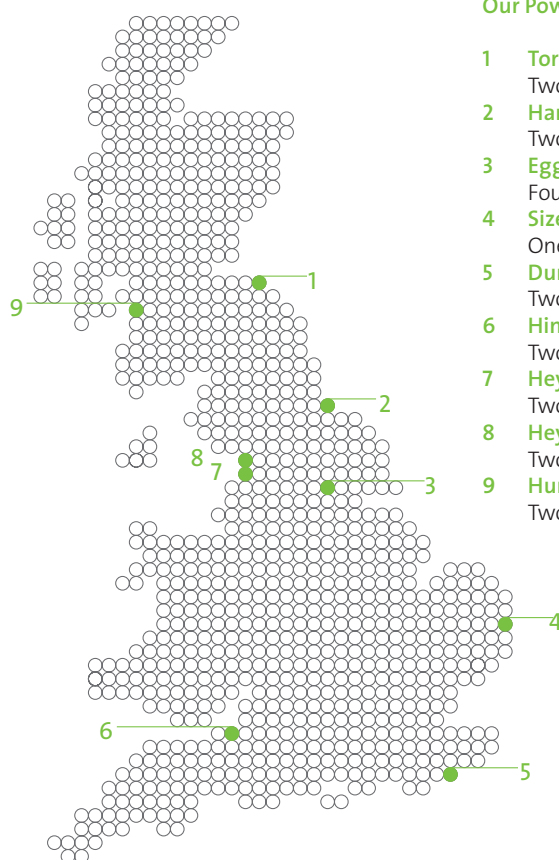 Our Pow
1 Tor
Two
2 Har
Two
3 Egg
Fou
4 Size
One
5 Dun
Two
6 Hin
Two
7 Hey
Two
8 Hey
Two
9 Hun
Two
1
9
2
8
7
3
4
6
5